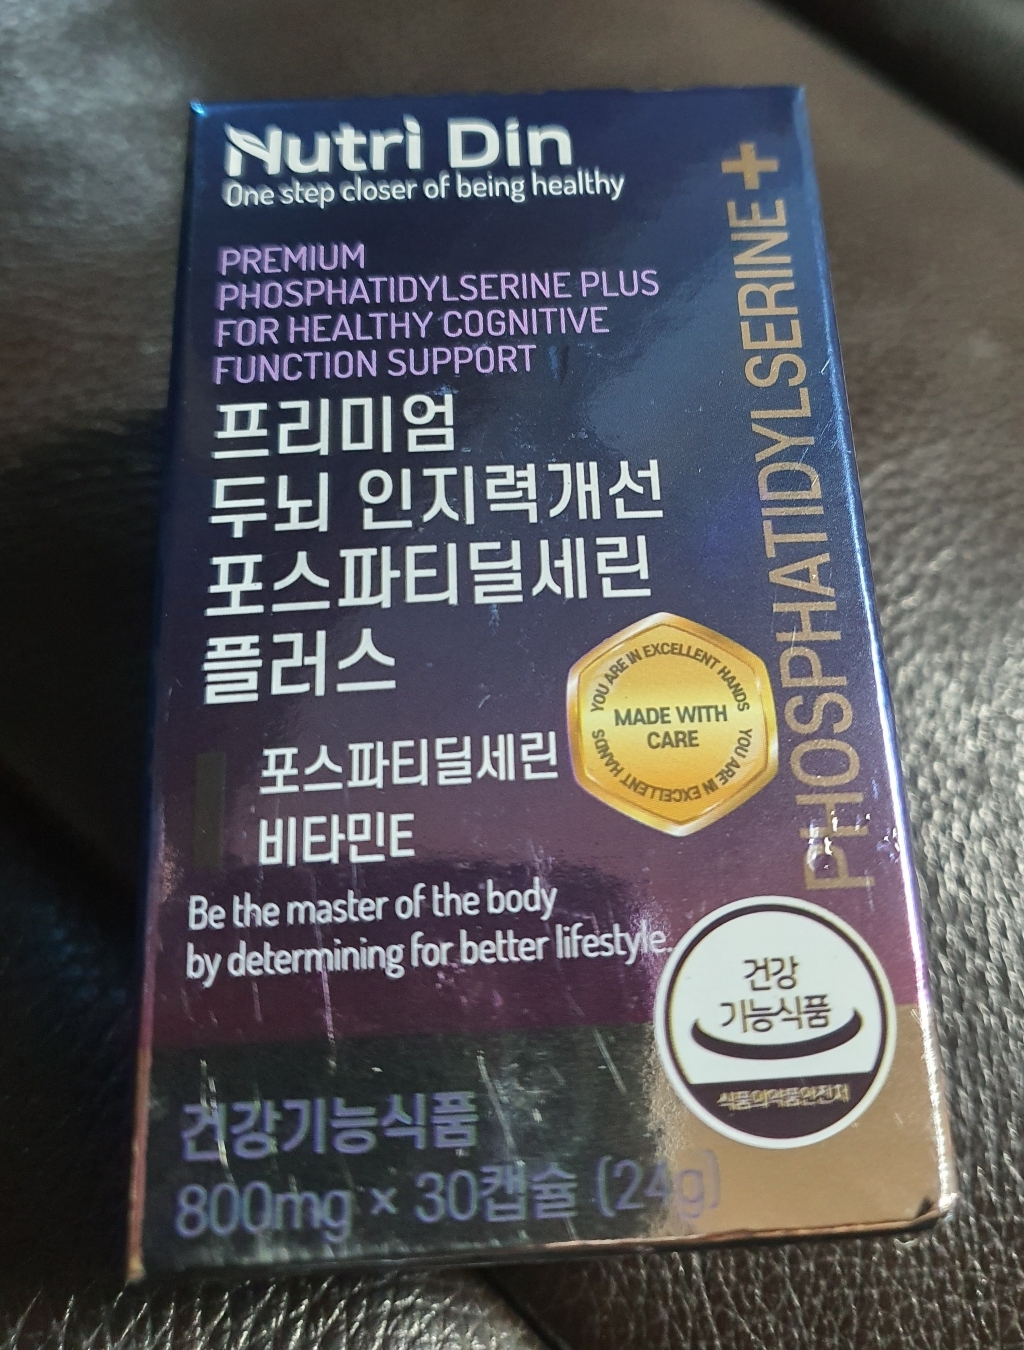 Nutri Din
One step closer of being healthy
PREMIUM
PHOSPHATIDYLSERINE PLUS
FOR HEALTHY COGNITIVE
FUNCTION SUPPORT
프리미엄
두뇌 인지력개선
포스파티딜세린
플러스
PHOSPHATIDYLSERINE +
YOU ARE IN EXCELLENT HANDS
MADE WITH
CARE
YOU ARE IN EXCELLENT HANDS
포스파티딜세린
비타민E
Be the master of the body
by determining for better lifestyle.
건강
기능식품
식품의약품안전처
건강기능식품
800mg × 30캡슐 (24g)